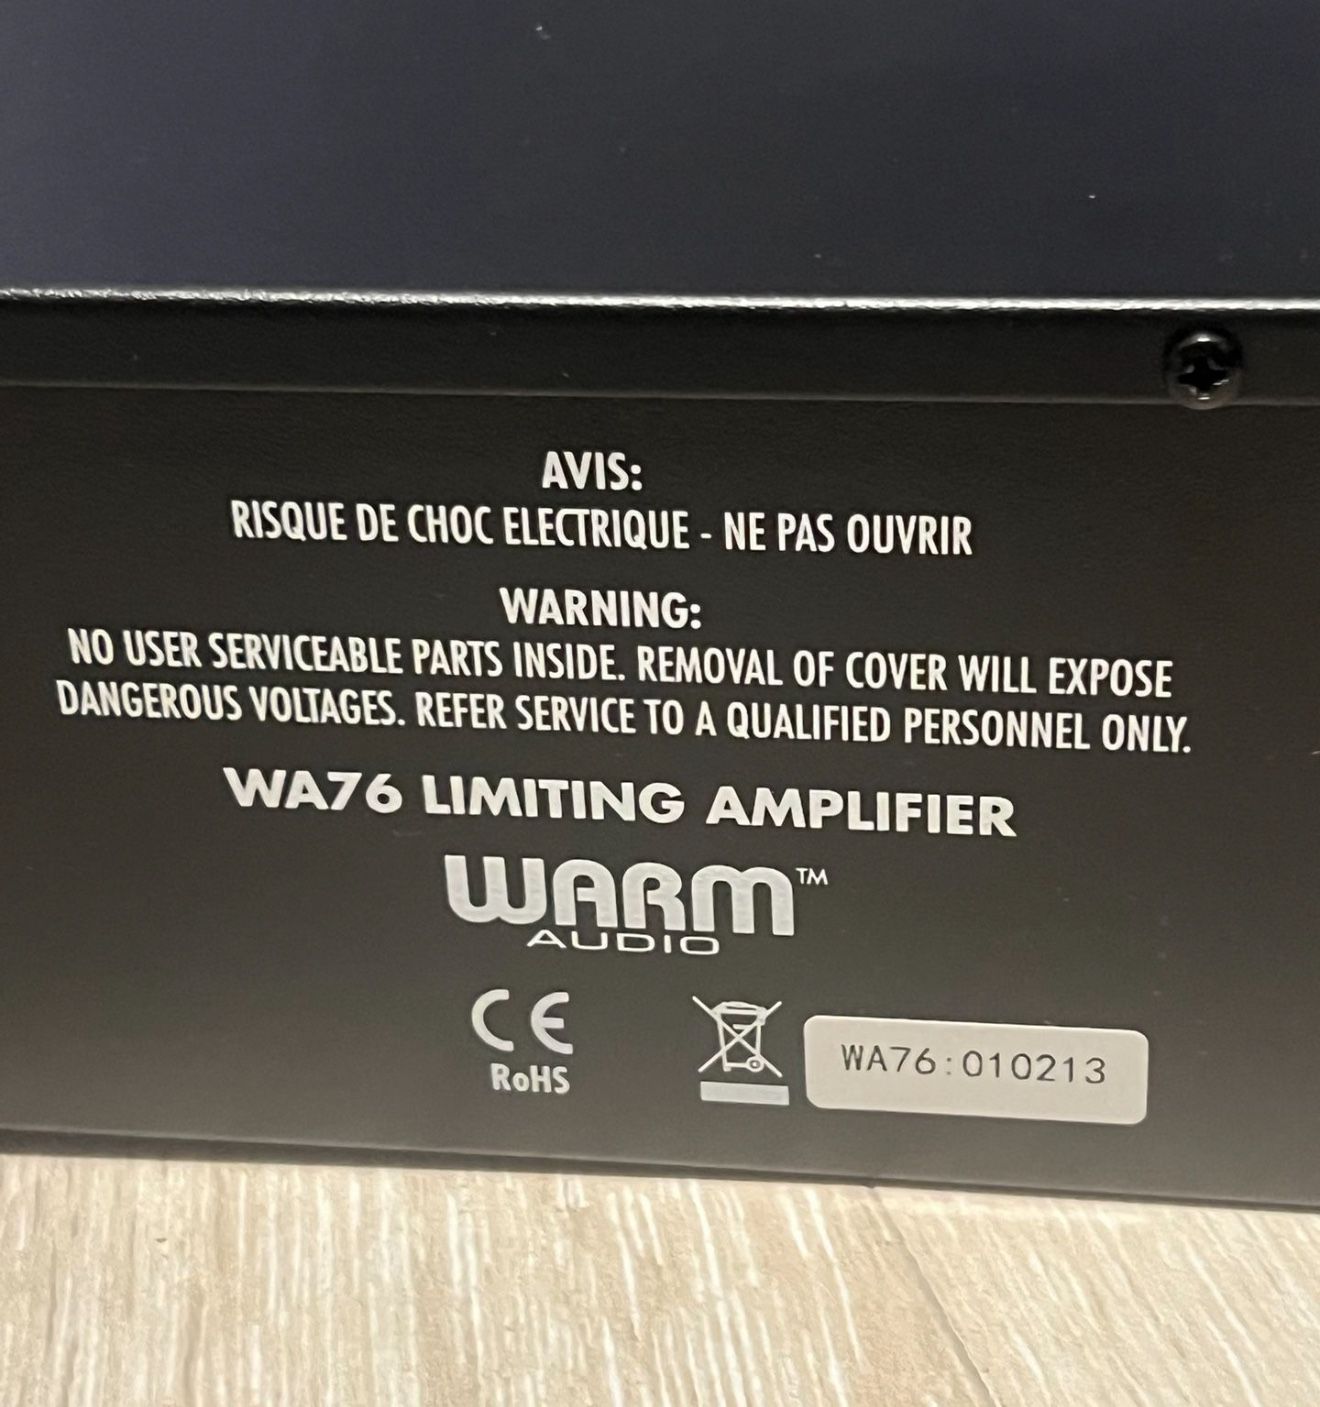 AVIS:
RISQUE DE CHOC ELECTRIQUE - NE PAS OUVRIR
WARNING:
NO USER SERVICEABLE PARTS INSIDE. REMOVAL OF COVER WILL EXPOSE
DANGEROUS VOLTAGES. REFER SERVICE TO A QUALIFIED PERSONNEL ONLY.
WA76 LIMITING AMPLIFIER
WARM™
AUDIO
CE
RoHS
WA76:010213